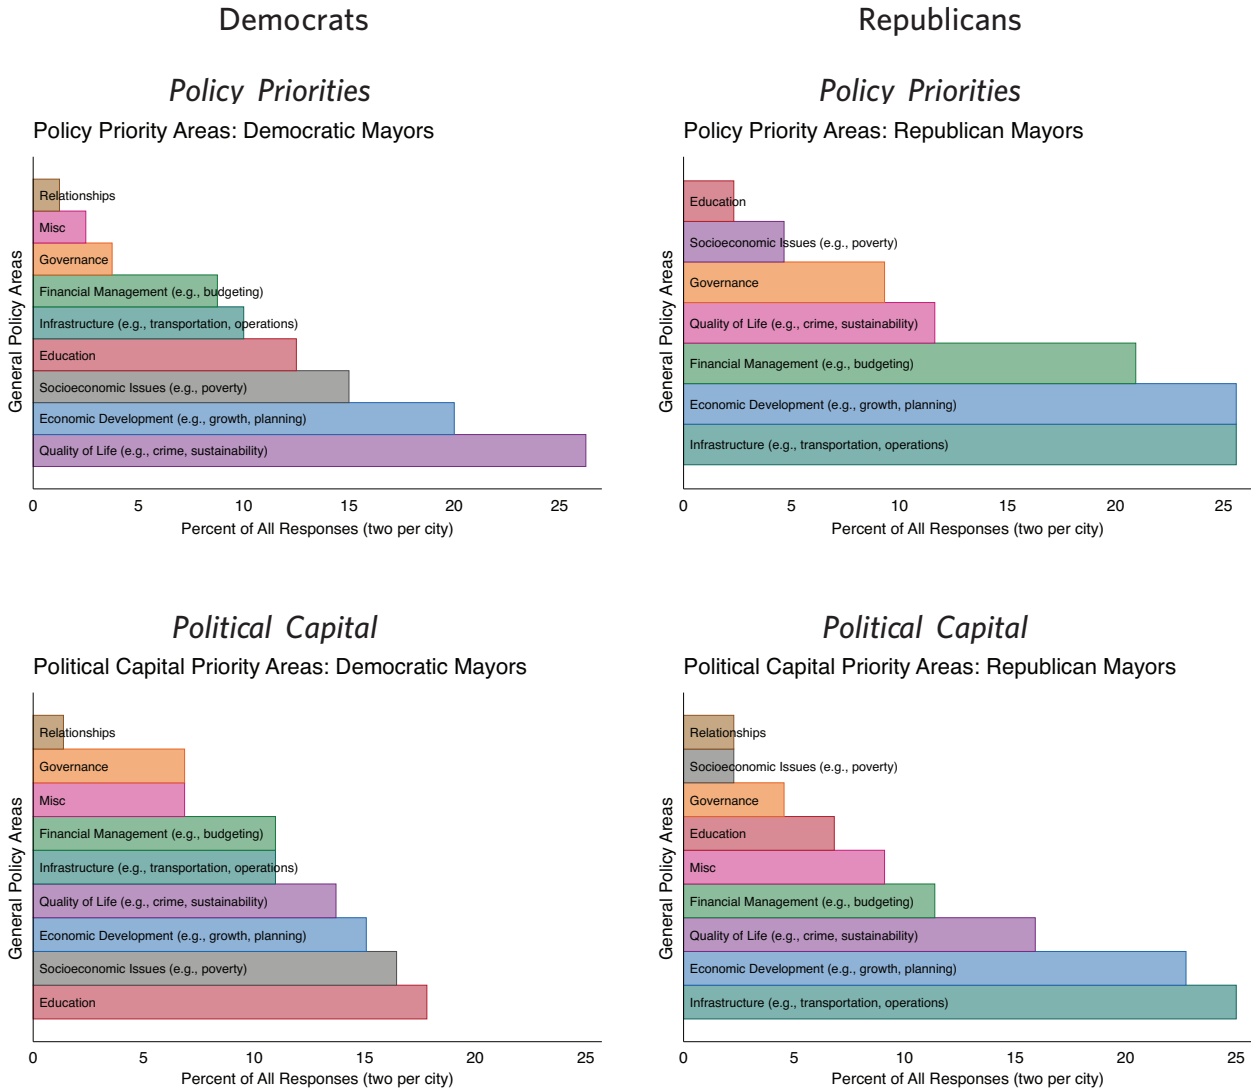 Democrats
Republicans
Policy Priorities
Policy Priority Areas: Democratic Mayors
General Policy Areas
Relationships
Misc
Governance
Financial Management (e.g., budgeting)
Infrastructure (e.g., transportation, operations)
Education
Socioeconomic Issues (e.g., poverty)
Economic Development (e.g., growth, planning)
Quality of Life (e.g., crime, sustainability)
0 5 10 15 20 25
Percent of All Responses (two per city)
Policy Priorities
Policy Priority Areas: Republican Mayors
General Policy Areas
Education
Socioeconomic Issues (e.g., poverty)
Governance
Quality of Life (e.g., crime, sustainability)
Financial Management (e.g., budgeting)
Economic Development (e.g., growth, planning)
Infrastructure (e.g., transportation, operations)
0 5 10 15 20 25
Percent of All Responses (two per city)
Political Capital
Political Capital Priority Areas: Democratic Mayors
General Policy Areas
Relationships
Governance
Misc
Financial Management (e.g., budgeting)
Infrastructure (e.g., transportation, operations)
Quality of Life (e.g., crime, sustainability)
Economic Development (e.g., growth, planning)
Socioeconomic Issues (e.g., poverty)
Education
0 5 10 15 20 25
Percent of All Responses (two per city)
Political Capital
Political Capital Priority Areas: Republican Mayors
General Policy Areas
Relationships
Socioeconomic Issues (e.g., poverty)
Governance
Education
Misc
Financial Management (e.g., budgeting)
Quality of Life (e.g., crime, sustainability)
Economic Development (e.g., growth, planning)
Infrastructure (e.g., transportation, operations)
0 5 10 15 20 25
Percent of All Responses (two per city)